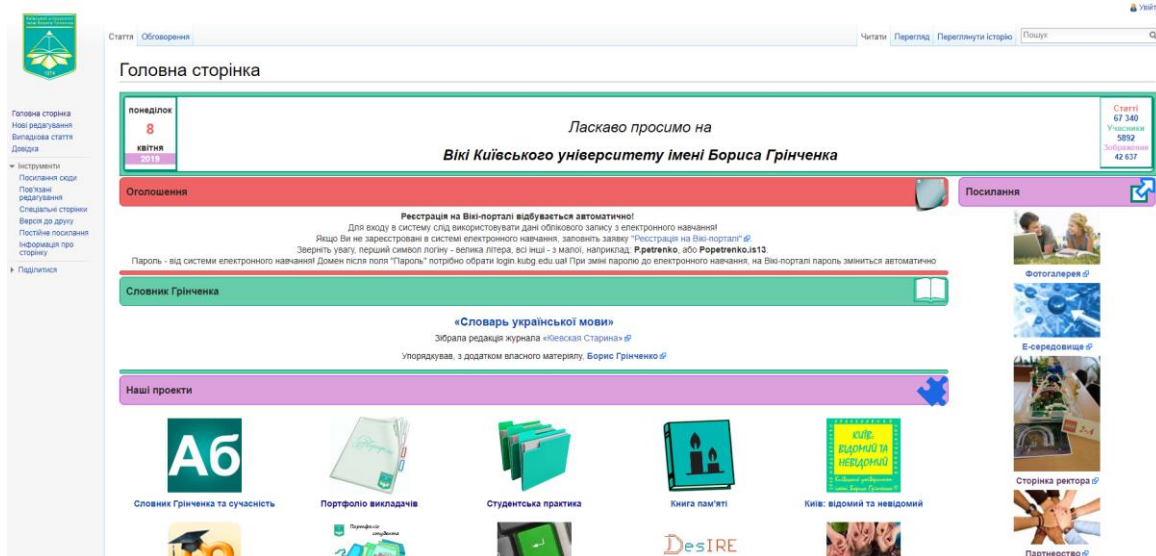 Увійт
1874
Стаття Обговорення
Читати Перегляд Переглянути історію Пошук
Головна сторінка
Головна сторінка
Нові редагування
Випадкова стаття
Довідка
Інструменти
Посилання сюди
Пов'язані
редагування
Спеціальні сторінки
Версія до друку
Постійне посилання
Інформація про
сторінку
Поділитися
понеділок
8
квітня
2019
Ласкаво просимо на
Вікі Київського університету імені Бориса Грінченка
Статті
67 340
Учасники
5892
Зображення
42 637
Оголошення
Реєстрація на Вікі-порталі відбувається автоматично!
Для входу в систему слід використовувати дані облікового запису з електронного навчання!
Якщо Ви не зареєстровані в системі електронного навчання, заповніть заявку "Реєстрація на Вікі-порталі".
Зверніть увагу, перший символ логіну - велика літера, всі інші - з малої, наприклад: P.petrenko, або Popetrenko.is13.
Пароль - від системи електронного навчання! Домен після поля "Пароль" потрібно обрати login.kubg.edu.ua! При зміні паролю до електронного навчання, на Вікі-порталі пароль зміниться автоматично
Словник Грінченка
«Словарь української мови»
Зібрала редакція журнала «Кіевская Старина»
Упорядкував, з додатком власного матеріялу, Борис Грінченко
Наші проекти
Аб
Словник Грінченка та сучасність
Портфоліо викладачів
Студентська практика
Книга пам'яті
КИЇВ:
ВІДОМИЙ ТА
НЕВІДОМИЙ
Київ: відомий та невідомий
Портфоліо
студента
DesIRE
Посилання
Фотогалерея
Е-середовище
2-А
Сторінка ректора
Партнерство